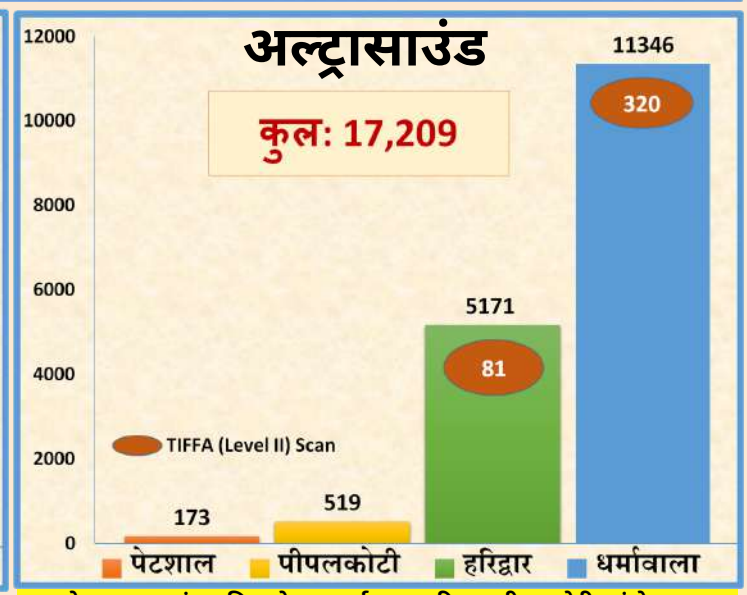 अल्ट्रासाउंड
कुल: 17,209
12000
10000
8000
6000
4000
2000
0
11346
320
5171
81
TIFFA (Level II) Scan
519
173
पेटशाल
पीपलकोटी
हरिद्वार
धर्मावाला